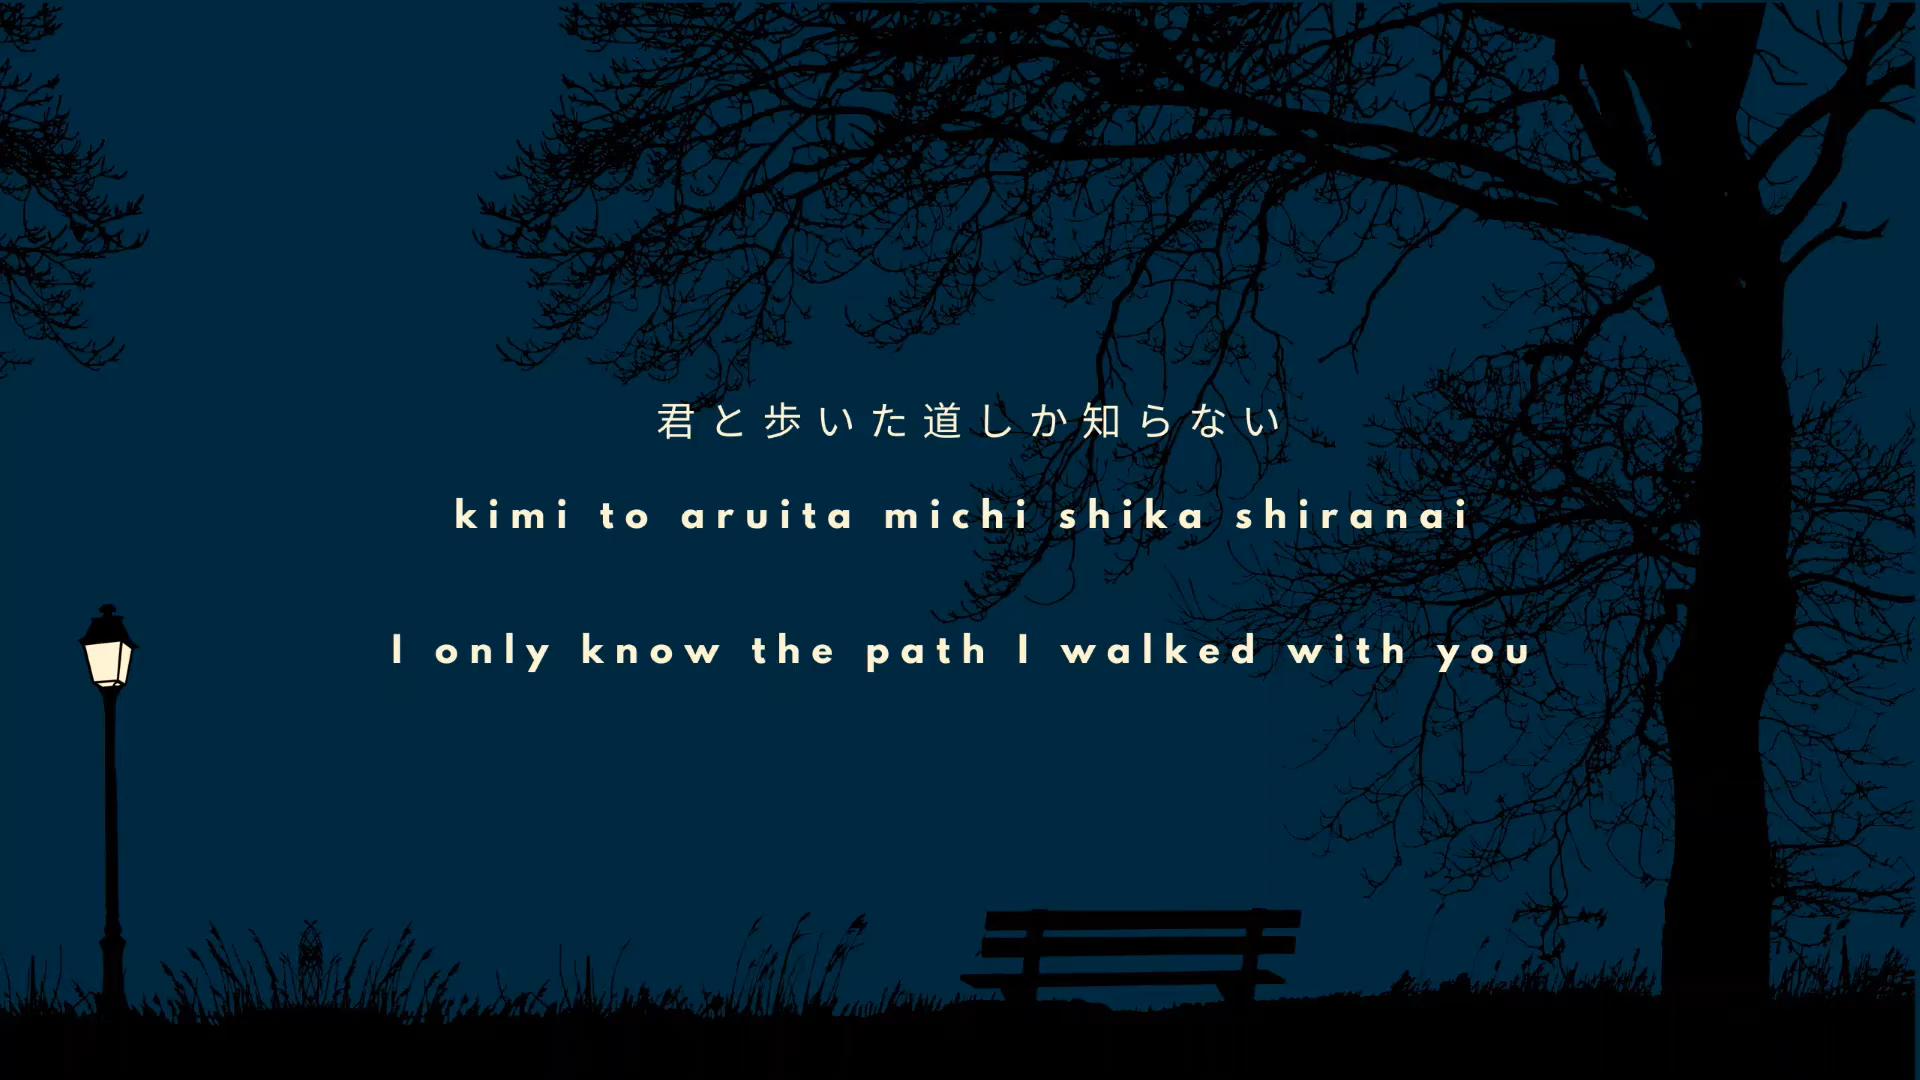 君と歩いた道しか知らない
kimi to aruita michi shika shiranai
I only know the path I walked with you